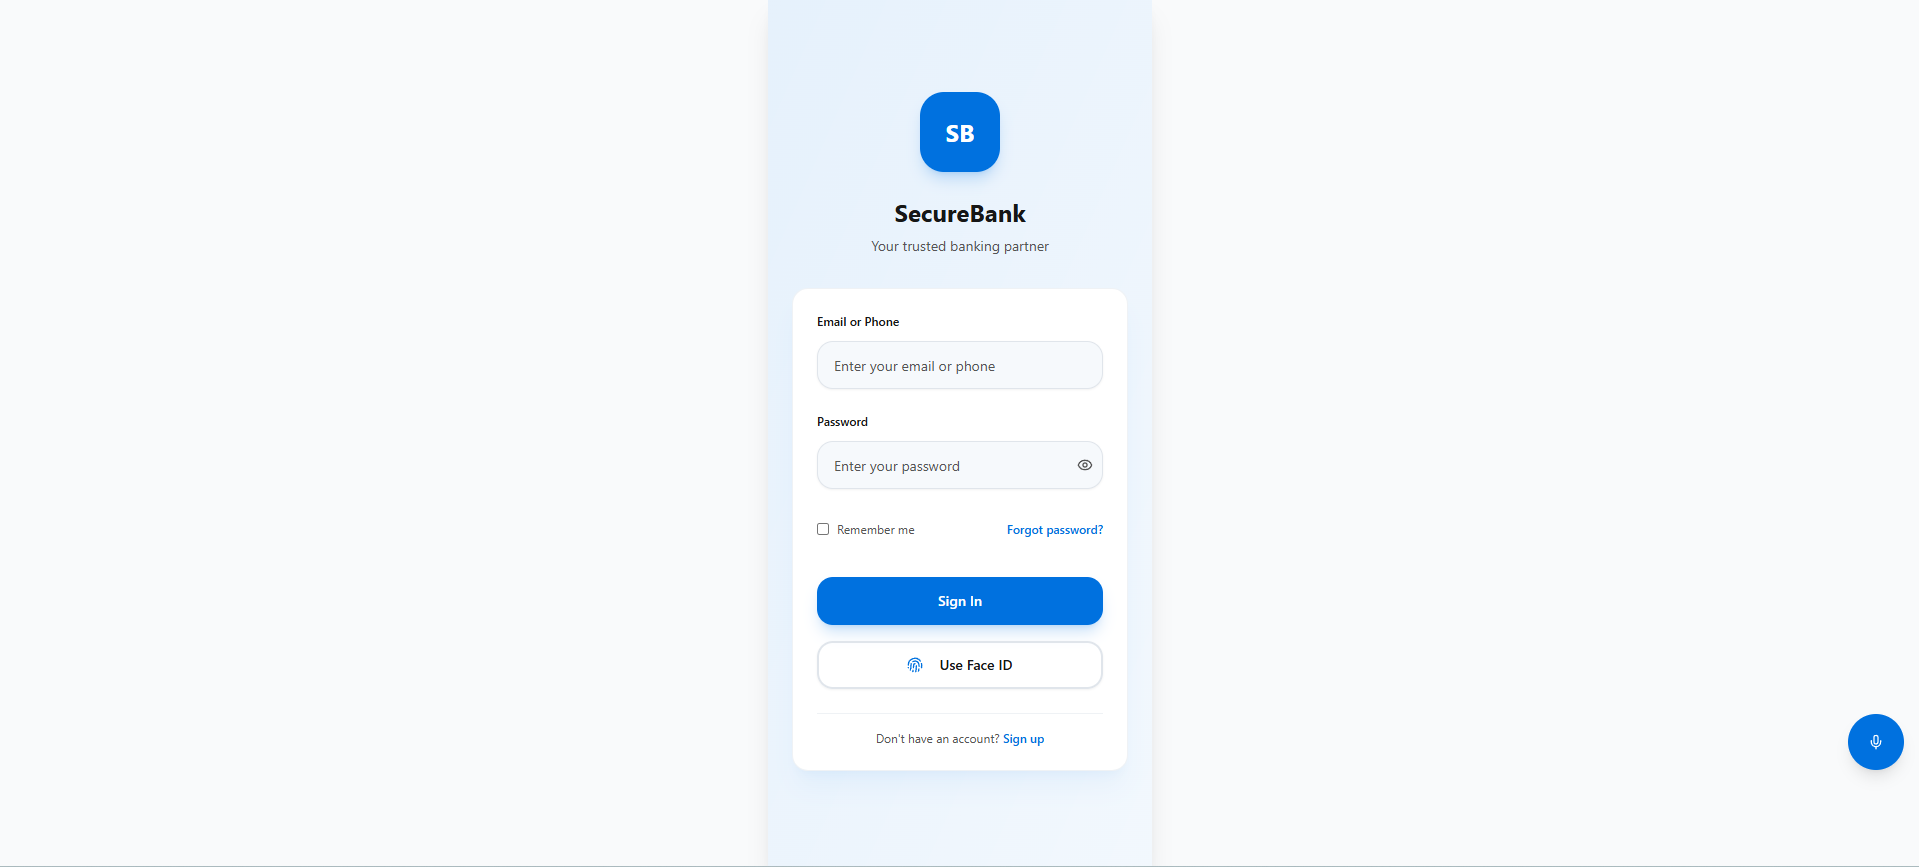 SB
SecureBank
Your trusted banking partner
Email or Phone
Enter your email or phone
Password
Enter your password
Remember me Forgot password?
Sign In
Use Face ID
Don't have an account? Sign up